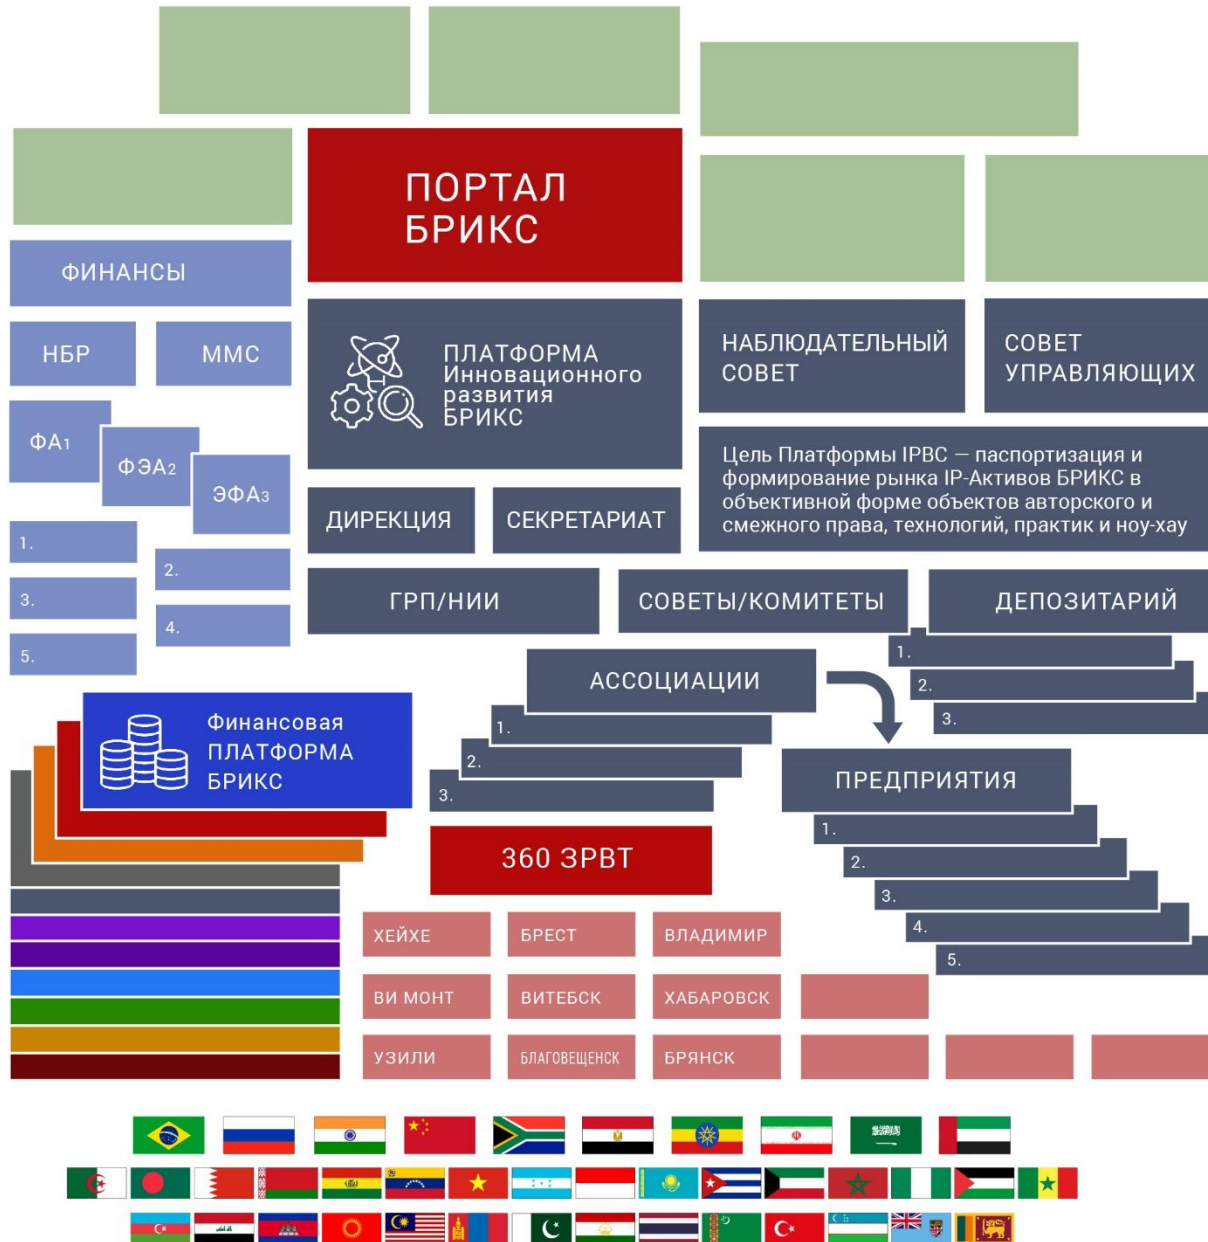 ПОРТАЛ
БРИКС
ФИНАНСЫ
НБР
ММС
ПЛАТФОРМА
Инновационного
развития
БРИКС
НАБЛЮДАТЕЛЬНЫЙ
СОВЕТ
СОВЕТ
УПРАВЛЯЮЩИХ
ФА1
ФЭА2
ЭФА3
Цель Платформы IPBC — паспортизация и
формирование рынка IP-Активов БРИКС в
объективной форме объектов авторского и
смежного права, технологий, практик и ноу-хау
ДИРЕКЦИЯ
СЕКРЕТАРИАТ
1.
2.
3.
4.
5.
ГРП/НИИ
СОВЕТЫ/КОМИТЕТЫ
ДЕПОЗИТАРИЙ
1.
2.
3.
АССОЦИАЦИИ
1.
2.
3.
Финансовая
ПЛАТФОРМА
БРИКС
ПРЕДПРИЯТИЯ
1.
2.
3.
4.
5.
360 ЗРВТ
ХЕЙХЕ
БРЕСТ
ВЛАДИМИР
ВИ МОНТ
ВИТЕБСК
ХАБАРОВСК
УЗИЛИ
БЛАГОВЕЩЕНСК
БРЯНСК